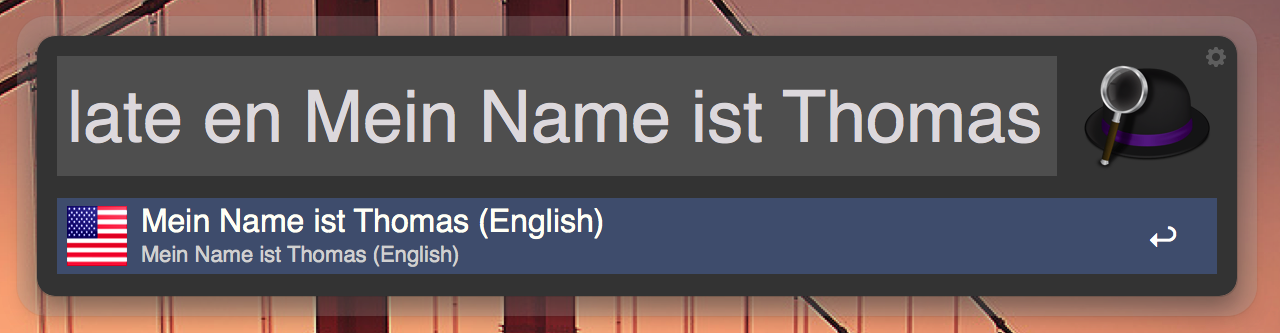 late en Mein Name ist Thomas
Mein Name ist Thomas (English)
Mein Name ist Thomas (English)